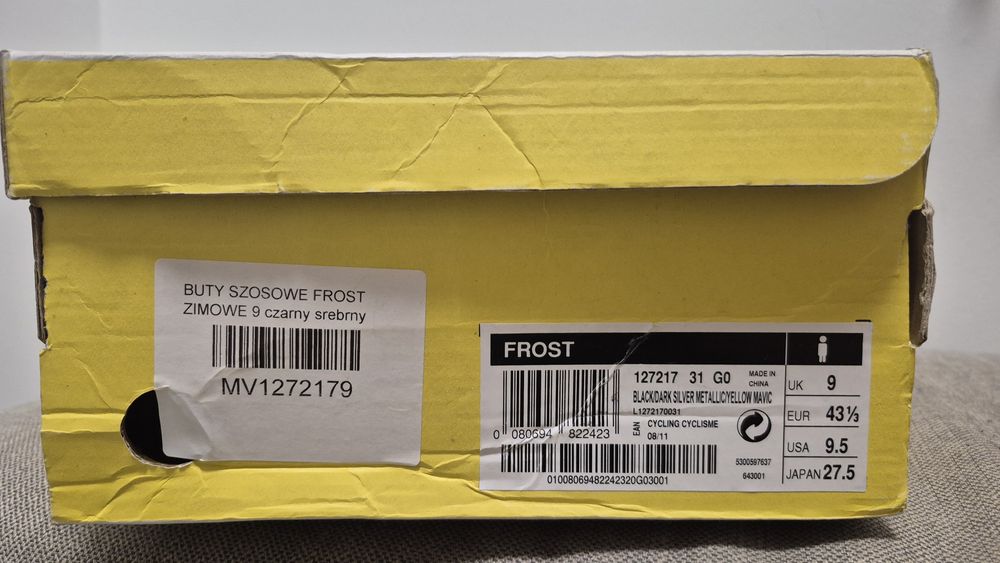 BUTY SZOSOWE FROST
ZIMOWE 9 czarny srebrny
MV1272179
FROST
127217 31 G0
MADE IN
CHINA
BLACK/DARK SILVER METALLIC/YELLOW MAVIC
L1272170031
EAN
CYCLING CYCLISME
08/11
0 080694 822423
5300597637
643001
01008069482242320G03001
UK 9
EUR 43⅓
USA 9.5
JAPAN 27.5